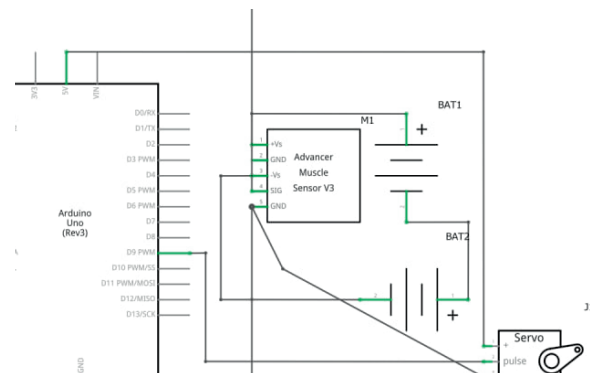 BAT1
3V3
5V
VIN
M1
D0/RX
D1/TX
D2
D3 PWM
D4
D5 PWM
D6 PWM
D7
D8
D9 PWM
D10 PWM/SS
D11 PWM/MOSI
D12/MISO
D13/SCK
Arduino
Uno
(Rev3)
1 +Vs
2 GND
3 -Vs
4 SIG
5 GND
Advancer
Muscle
Sensor V3
+
BAT2
+
J
Servo
+
pulse
GND